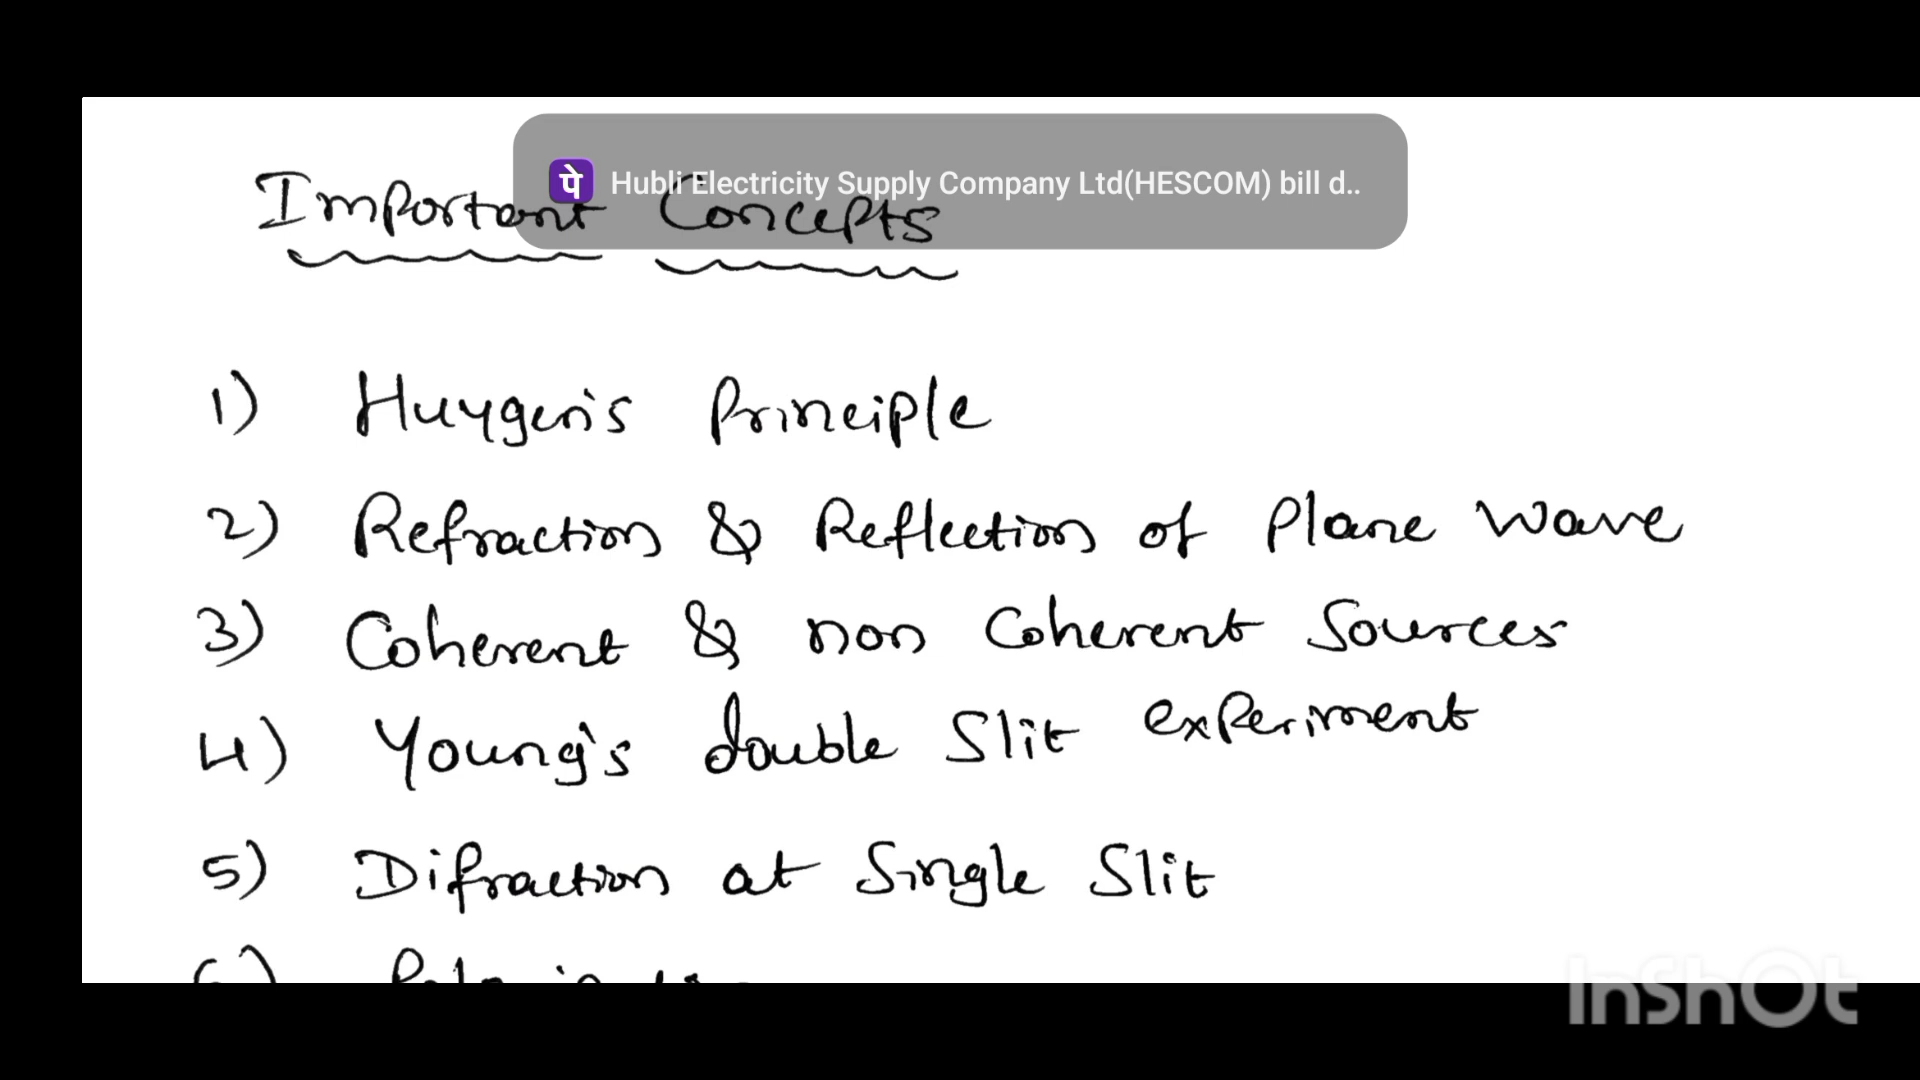 पे Hubli Electricity Supply Company Ltd(HESCOM) bill d..
Important Concepts
1) Huygen's Principle
2) Refraction & Reflection of Plane wave
3) Coherent & non Coherent Sources
4) Young's double Slit experiment
5) Difraction at Single Slit
InShOt